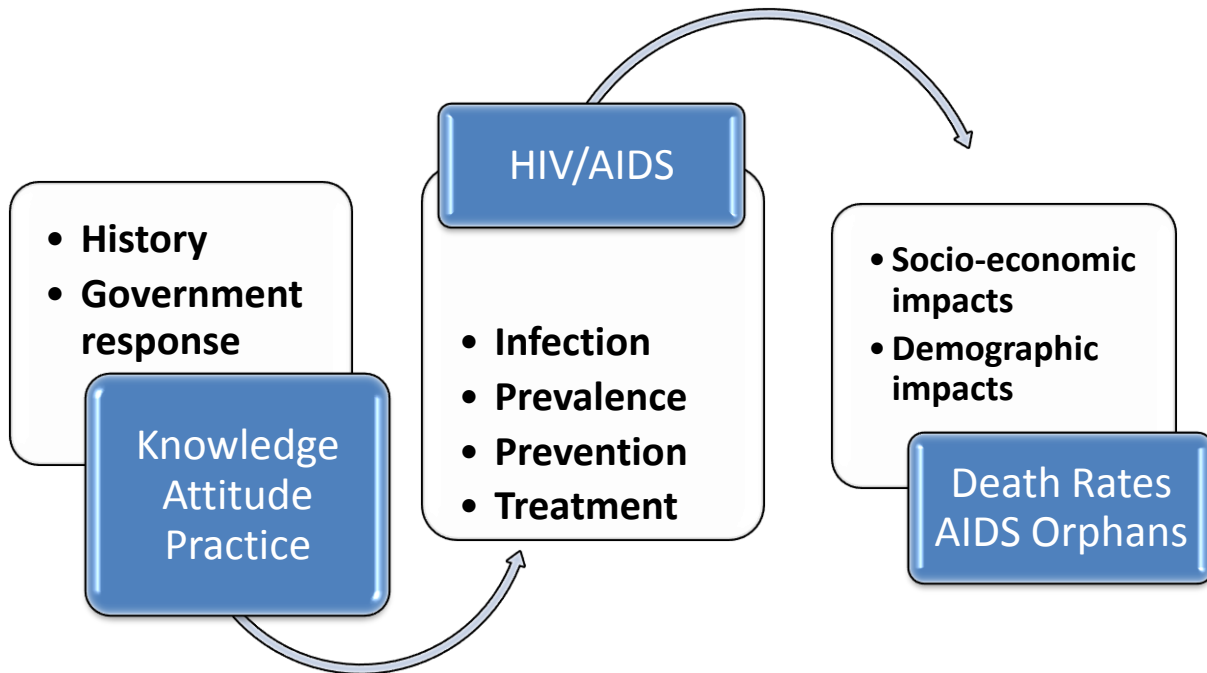 • History
• Government
response
Knowledge
Attitude
Practice
HIV/AIDS
• Infection
• Prevalence
• Prevention
• Treatment
• Socio-economic
impacts
• Demographic
impacts
Death Rates
AIDS Orphans